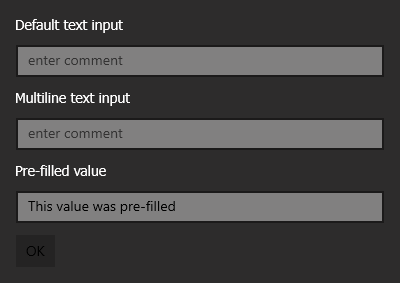 Default text input
enter comment
Multiline text input
enter comment
Pre-filled value
This value was pre-filled
OK